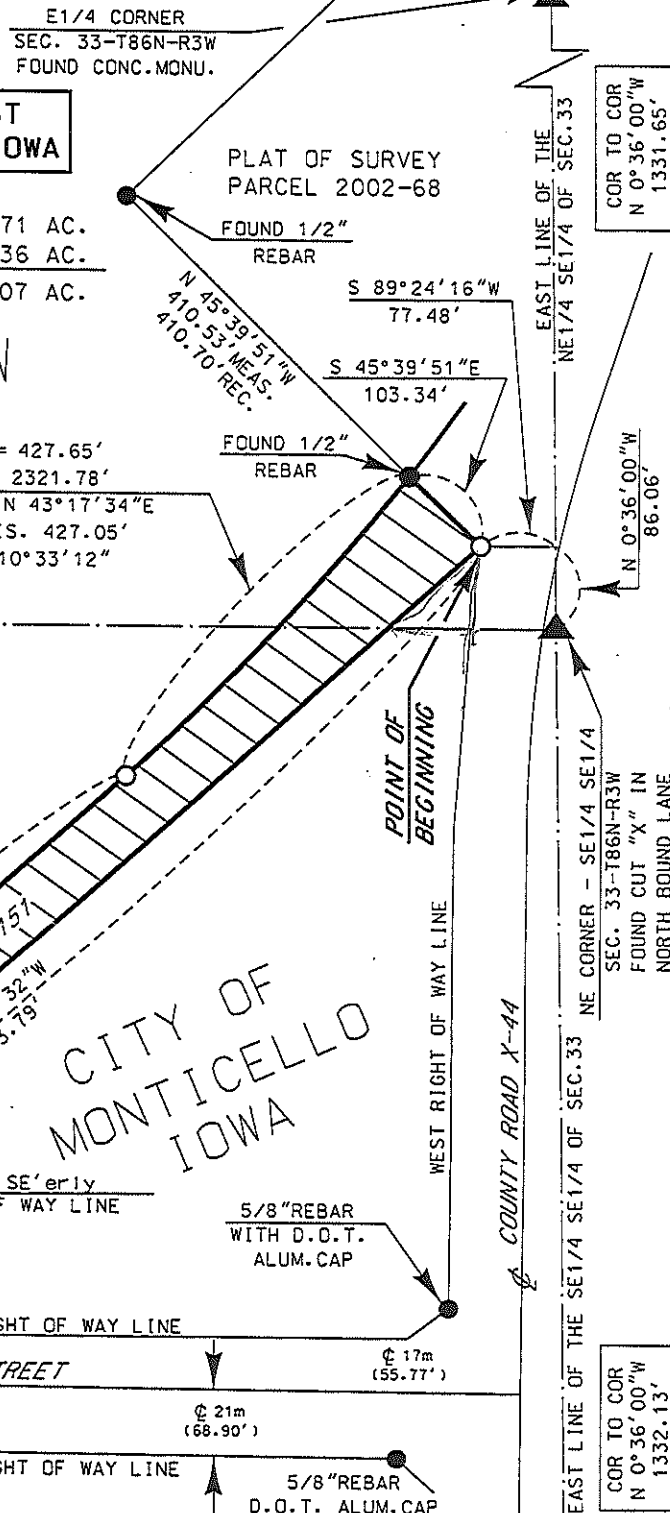 E1/4 CORNER
SEC. 33-T86N-R3W
FOUND CONC.MONU.
ST
OWA
71 AC.
36 AC.
07 AC.
PLAT OF SURVEY
PARCEL 2002-68
FOUND 1/2"
REBAR
COR TO COR
N 0°36'00"W
1331.65'
EAST LINE OF THE
NE1/4 SE1/4 OF SEC.33
N 45°39'51"W
410.53'MEAS.
410.70'REC.
S 89°24'16"W
77.48'
S 45°39'51"E
103.34'
FOUND 1/2"
REBAR
N
= 427.65'
2321.78'
N 43°17'34"E
S. 427.05'
10°33'12"
N 0°36'00"W
86.06'
POINT OF
BEGINNING
NE CORNER - SE1/4 SE1/4
SEC. 33-T86N-R3W
FOUND CUT "X" IN
NORTH BOUND LANE
151
32"W
3.79'
CITY OF
MONTICELLO
IOWA
WEST RIGHT OF WAY LINE
℄ COUNTY ROAD X-44
EAST LINE OF THE SE1/4 SE1/4 OF SEC.33
SE'erly
F WAY LINE
5/8"REBAR
WITH D.O.T.
ALUM.CAP
GHT OF WAY LINE
TREET
℄ 17m
(55.77')
℄ 21m
(68.90')
GHT OF WAY LINE
5/8"REBAR
D.O.T. ALUM.CAP
COR TO COR
N 0°36'00"W
1332.13'